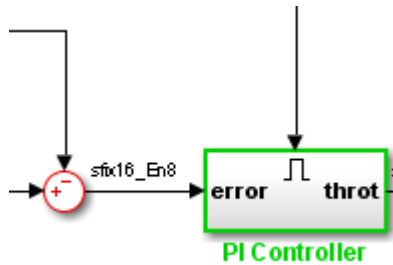 sfix16_En8
+ −
error throt
PI Controller